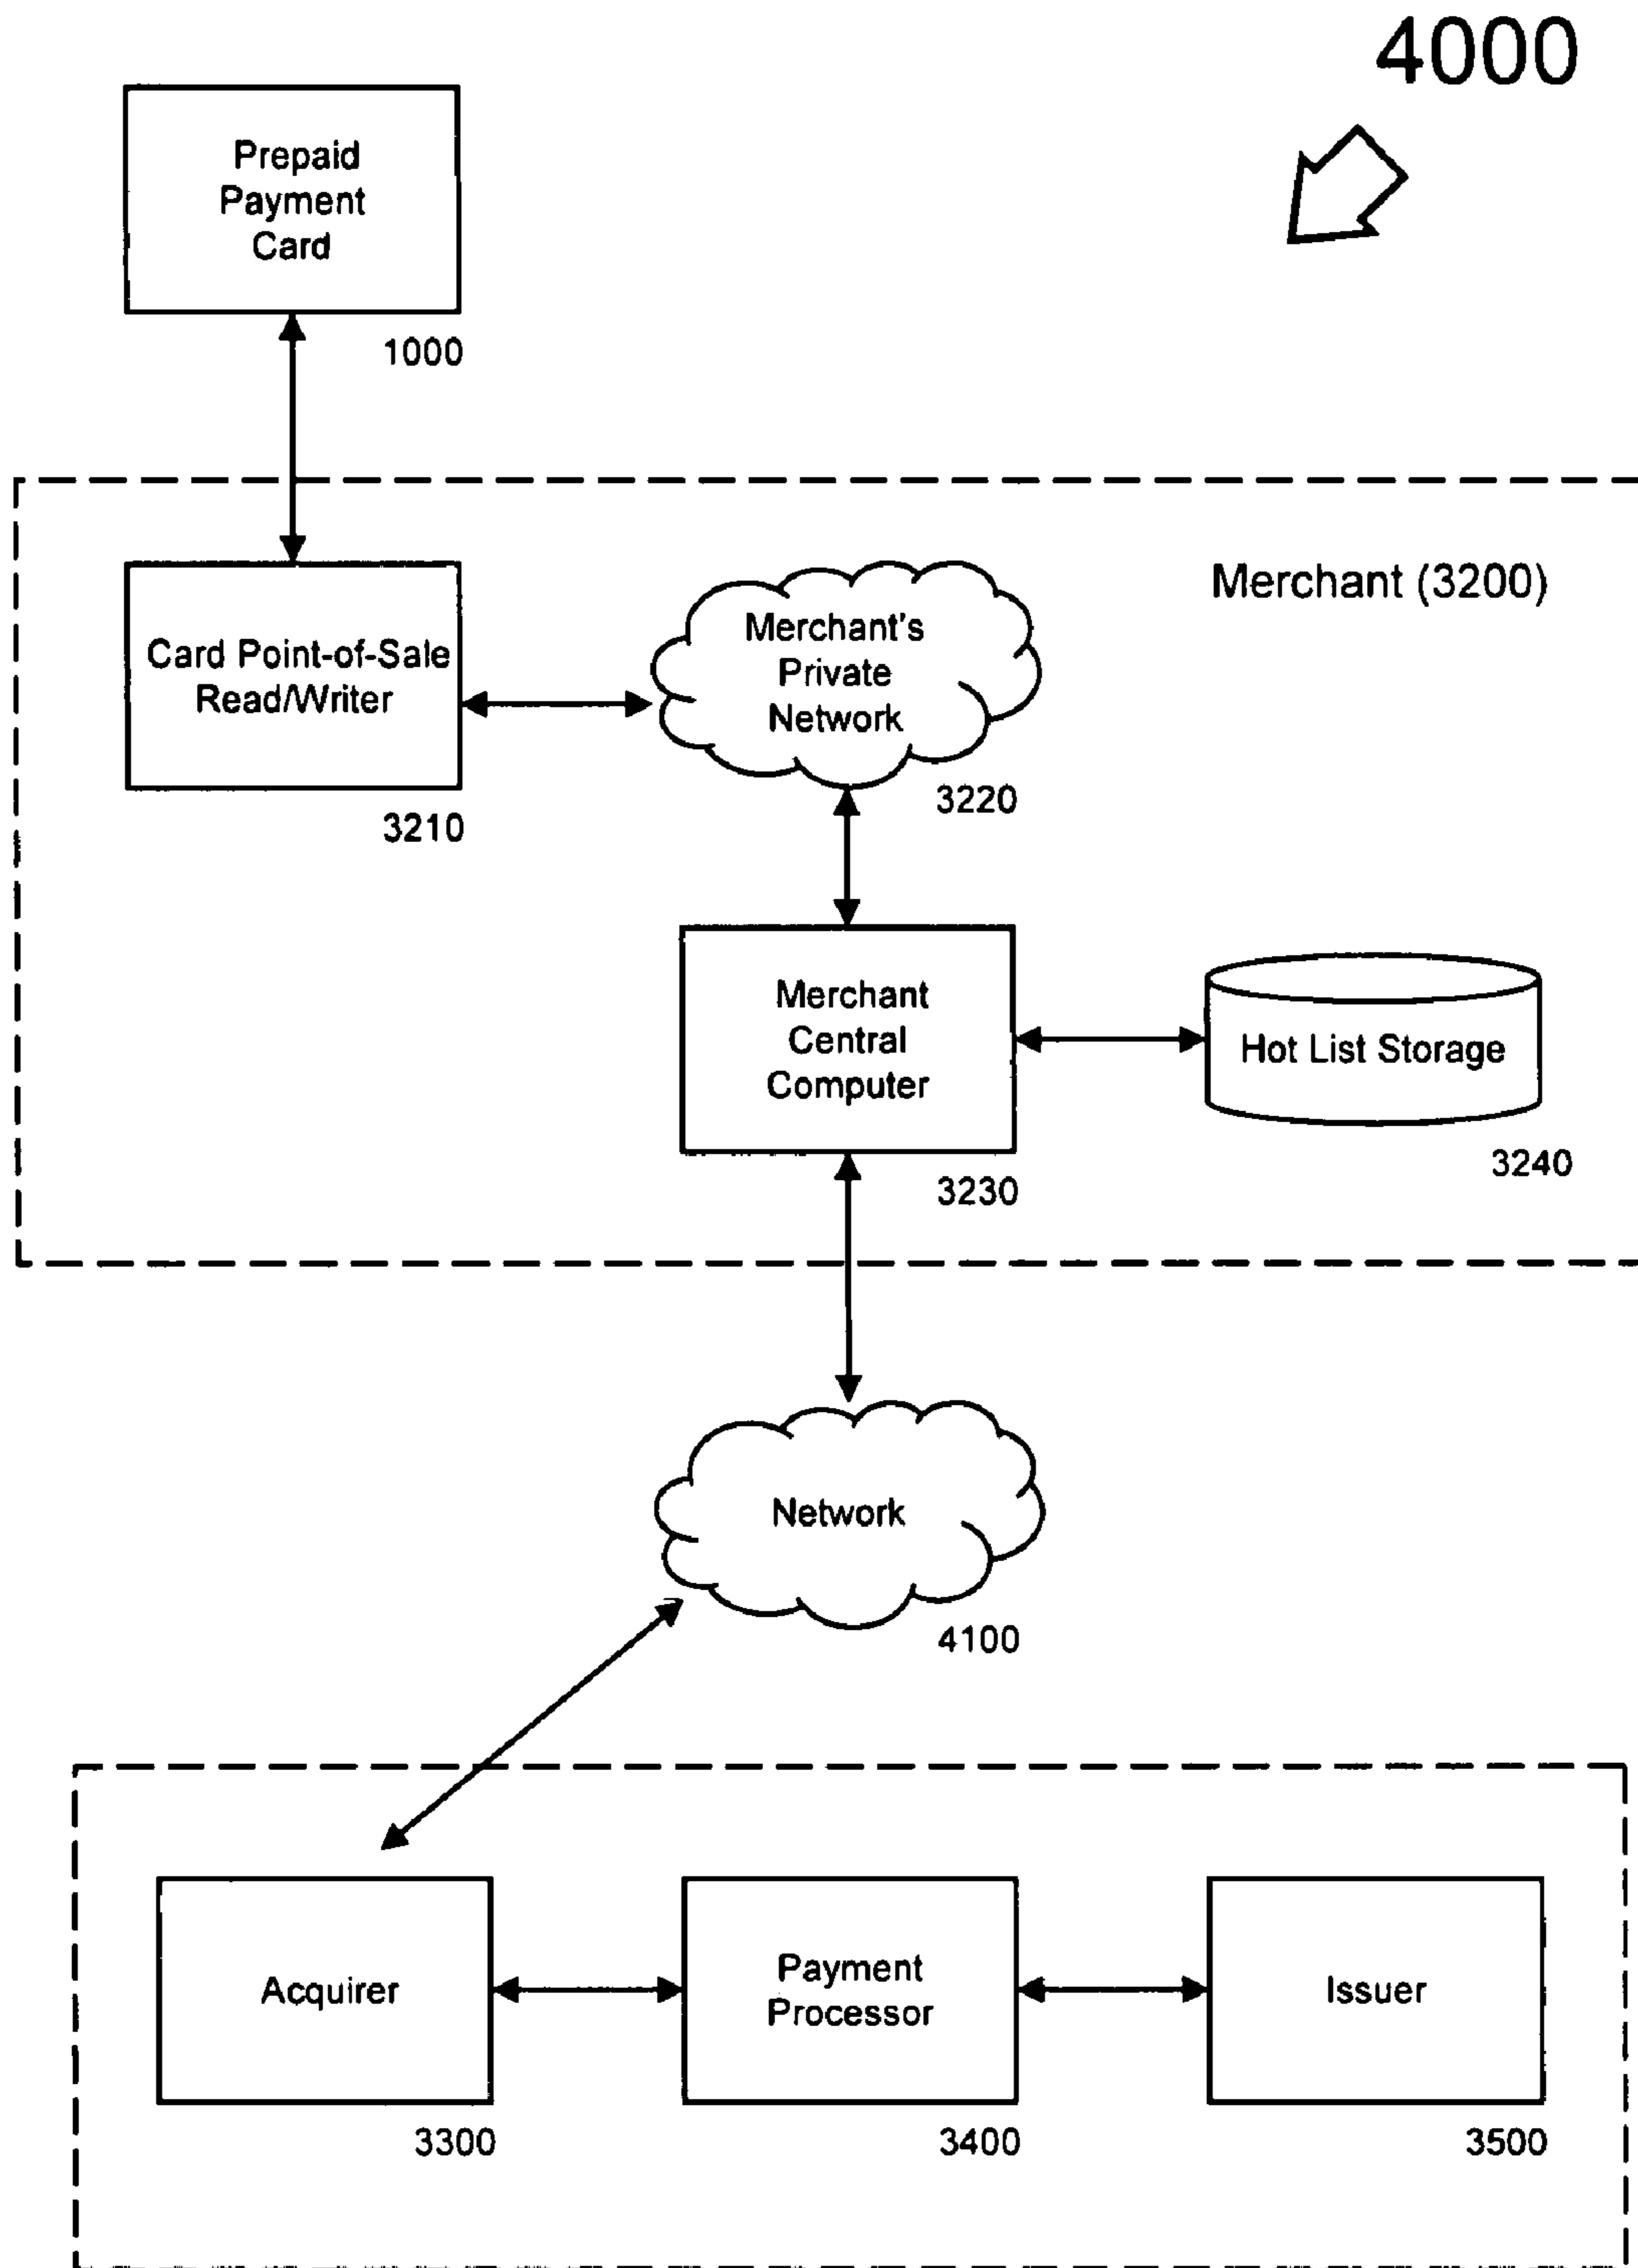 4000
Prepaid
Payment
Card
1000
Merchant (3200)
Card Point-of-Sale
Read/Writer
3210
Merchant's
Private
Network
3220
Merchant
Central
Computer
3230
Hot List Storage
3240
Network
4100
Acquirer
3300
Payment
Processor
3400
Issuer
3500